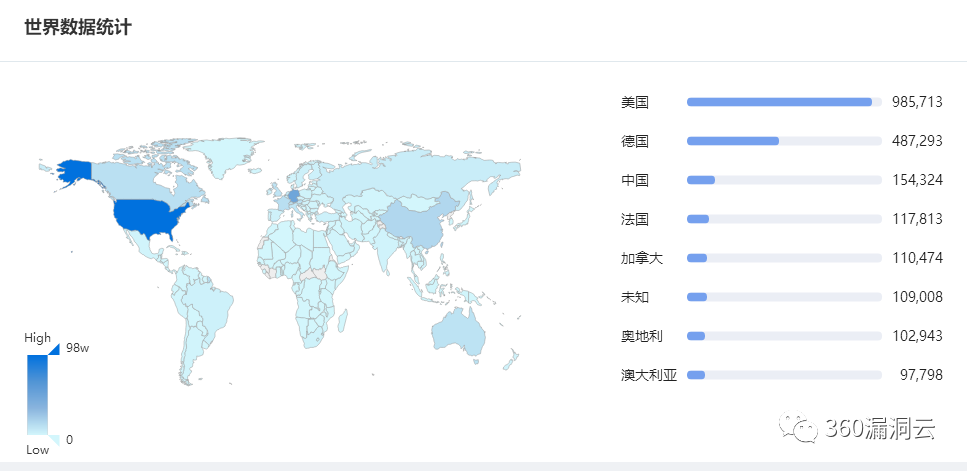 世界数据统计
美国 985,713
德国 487,293
中国 154,324
法国 117,813
加拿大 110,474
未知 109,008
奥地利 102,943
澳大利亚 97,798
High
98w
0
Low
360漏洞云